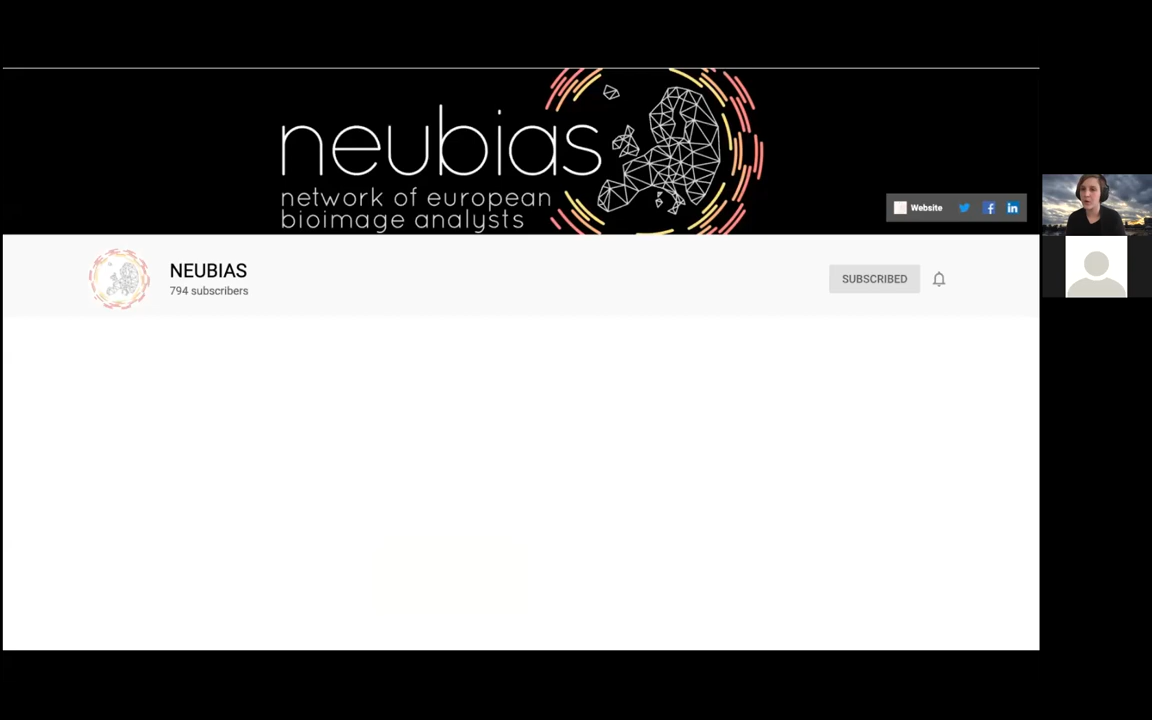 neubias
network of european
bioimage analysts
Website
NEUBIAS
794 subscribers
SUBSCRIBED